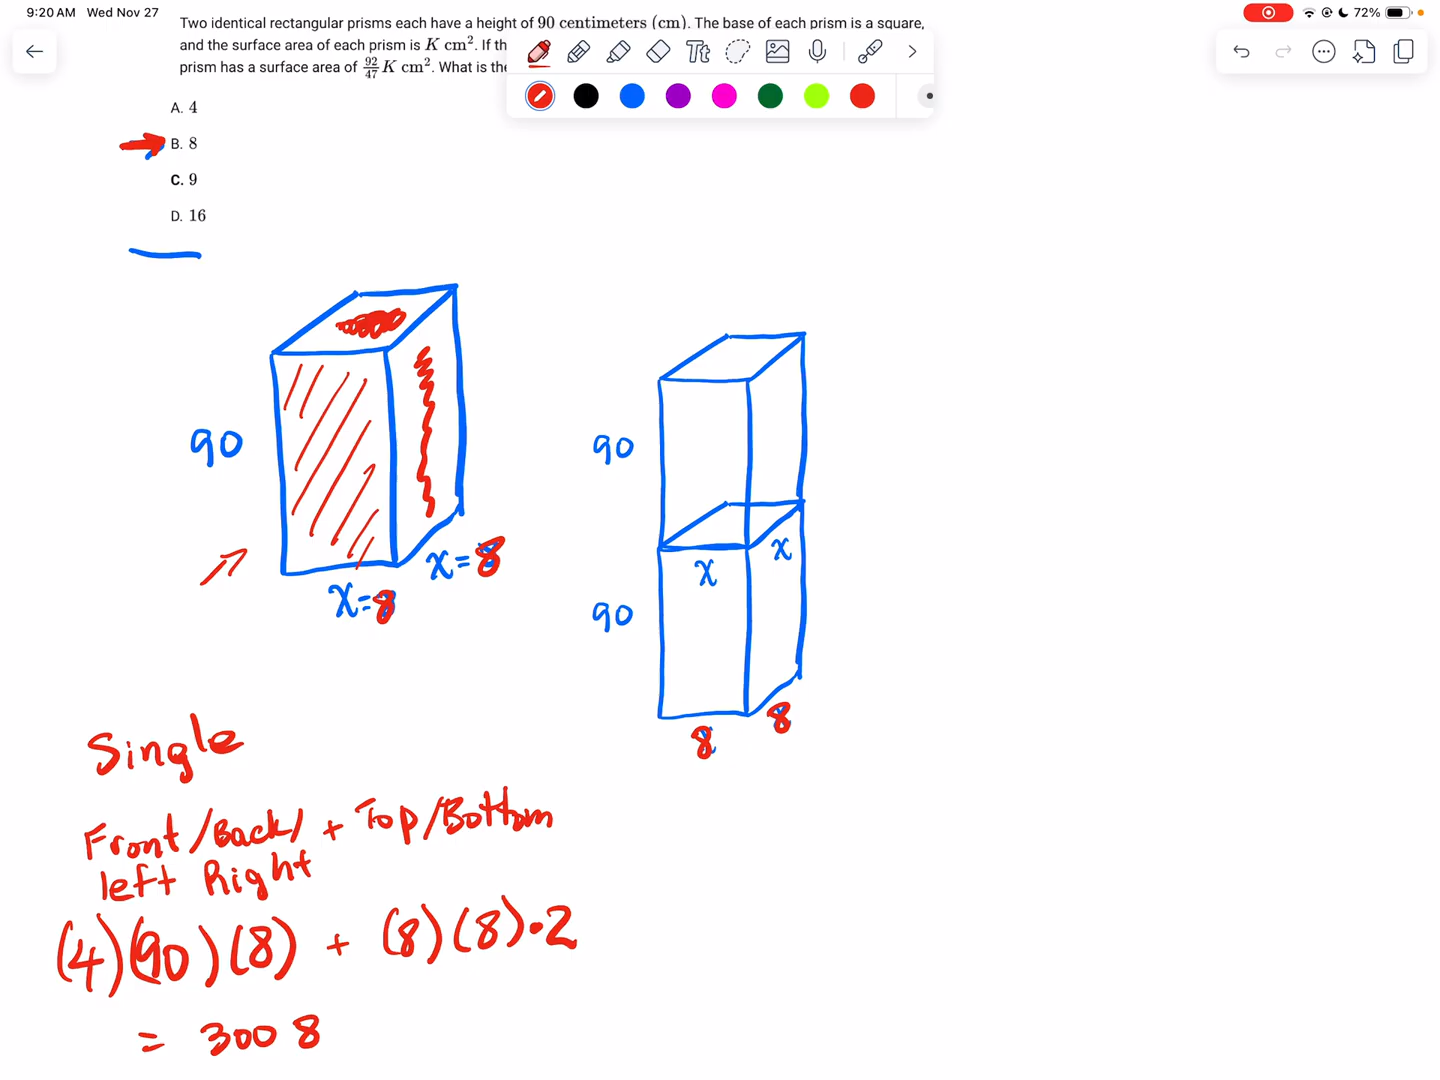 9:20 AM Wed Nov 27
72%
Two identical rectangular prisms each have a height of 90 centimeters (cm). The base of each prism is a square,
and the surface area of each prism is K cm². If th
prism has a surface area of 92/47 K cm². What is the
Tt
A. 4
B. 8
C. 9
D. 16
90
x=8
x=8
90
x
x
90
8
8
Single
Front/Back/ + Top/Bottom
left Right
(4)(90)(8) + (8)(8)·2
= 3008